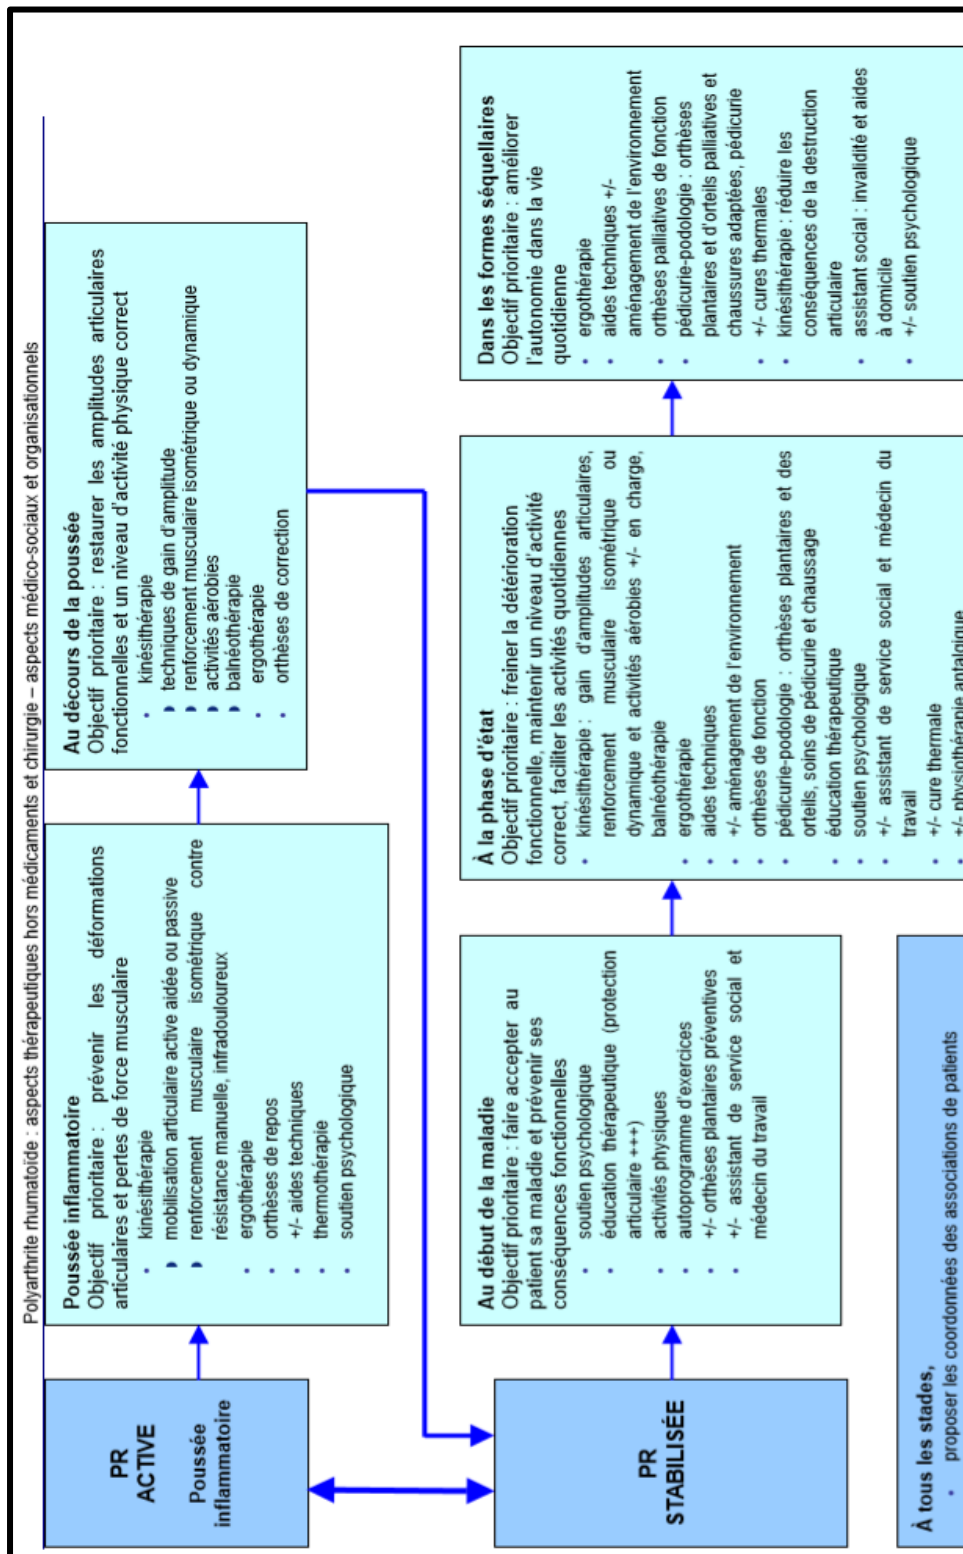 Polyarthrite rhumatoïde : aspects thérapeutiques hors médicaments et chirurgie – aspects médico-sociaux et organisationnels
PR
ACTIVE
Poussée
inflammatoire
Poussée inflammatoire
Objectif prioritaire : prévenir les déformations
articulaires et pertes de force musculaire
• kinésithérapie
mobilisation articulaire active aidée ou passive
renforcement musculaire isométrique contre
résistance manuelle, infradouloureux
• ergothérapie
• orthèses de repos
• +/- aides techniques
• thermothérapie
• soutien psychologique
Au décours de la poussée
Objectif prioritaire : restaurer les amplitudes articulaires
fonctionnelles et un niveau d'activité physique correct
• kinésithérapie
techniques de gain d'amplitude
renforcement musculaire isométrique ou dynamique
activités aérobies
balnéothérapie
• ergothérapie
• orthèses de correction
PR
STABILISÉE
Au début de la maladie
Objectif prioritaire : faire accepter au
patient sa maladie et prévenir ses
conséquences fonctionnelles
• soutien psychologique
• éducation thérapeutique (protection
articulaire +++)
• activités physiques
• autoprogramme d'exercices
• +/- orthèses plantaires préventives
• +/- assistant de service social et
médecin du travail
À la phase d'état
Objectif prioritaire : freiner la détérioration
fonctionnelle, maintenir un niveau d'activité
correct, faciliter les activités quotidiennes
• kinésithérapie : gain d'amplitudes articulaires,
renforcement musculaire isométrique ou
dynamique et activités aérobies +/- en charge,
balnéothérapie
• ergothérapie
• aides techniques
• +/- aménagement de l'environnement
• orthèses de fonction
• pédicurie-podologie : orthèses plantaires et des
orteils, soins de pédicurie et chaussage
• éducation thérapeutique
• soutien psychologique
• +/- assistant de service social et médecin du
travail
• +/- cure thermale
• +/- physiothérapie antalgique
Dans les formes séquellaires
Objectif prioritaire : améliorer
l'autonomie dans la vie
quotidienne
• ergothérapie
• aides techniques +/-
aménagement de l'environnement
• orthèses palliatives de fonction
• pédicurie-podologie : orthèses
plantaires et d'orteils palliatives et
chaussures adaptées, pédicurie
• +/- cures thermales
• kinésithérapie : réduire les
conséquences de la destruction
articulaire
• assistant social : invalidité et aides
à domicile
• +/- soutien psychologique
À tous les stades,
• proposer les coordonnées des associations de patients